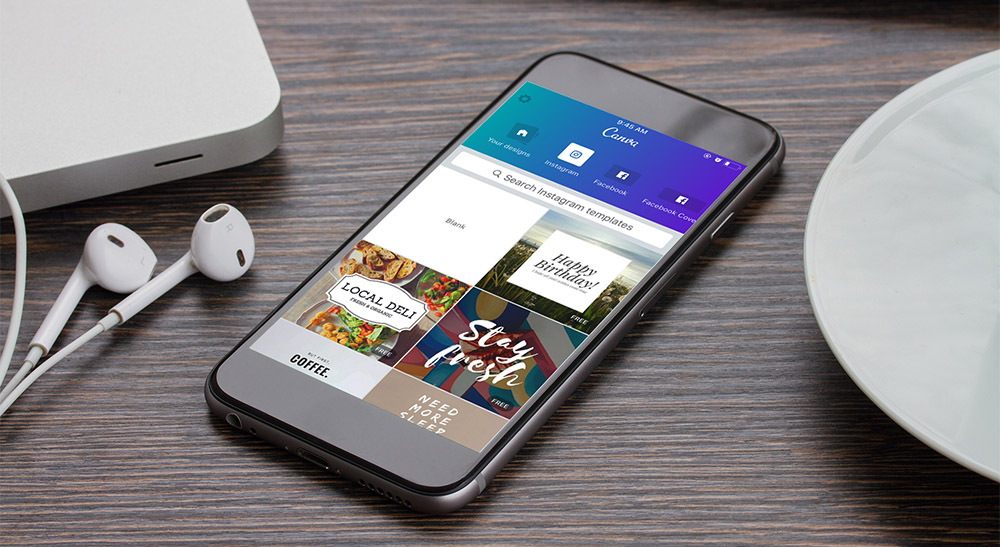 9:45 AM
Canva
Your designs
Instagram
Facebook
Facebook Cove
Search Instagram templates
Blank
Happy
Birthday!
FREE
LOCAL DELI
FRESH & ORGANIC
FREE
Stay
fresh
FREE
BUT FIRST,
COFFEE.
NEED
MORE
SLEEP
R